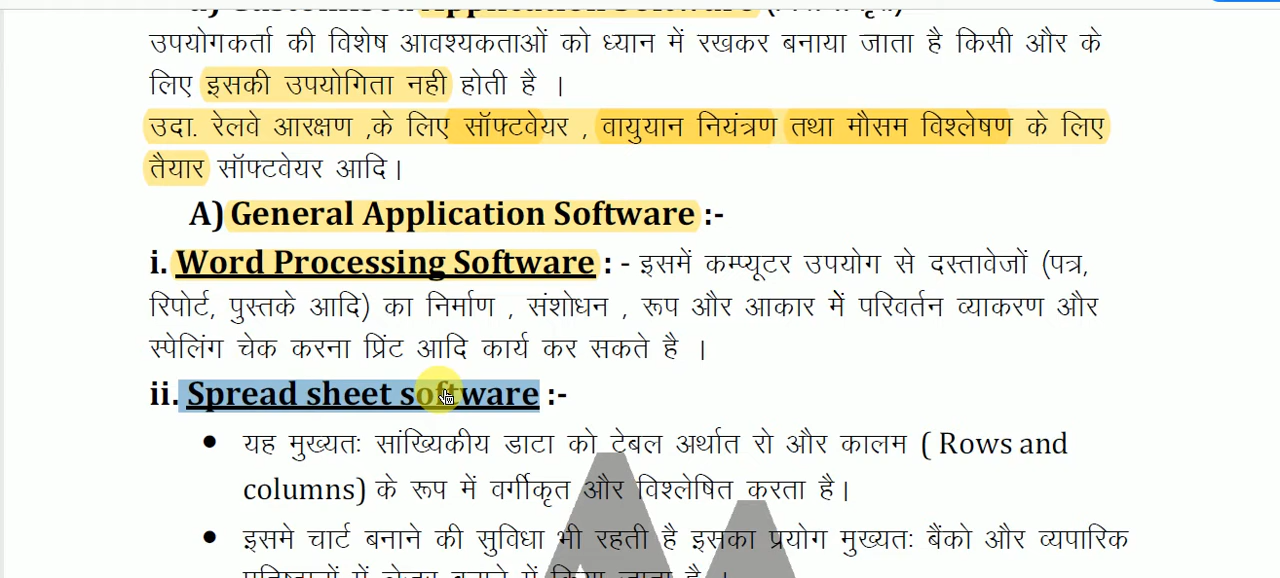 Application Software
उपयोगकर्ता की विशेष आवश्यकताओं को ध्यान में रखकर बनाया जाता है किसी और के
लिए इसकी उपयोगिता नही होती है ।
उदा. रेलवे आरक्षण ,के लिए सॉफ्टवेयर , वायुयान नियंत्रण तथा मौसम विश्लेषण के लिए
तैयार सॉफ्टवेयर आदि।
A) General Application Software :-
i. Word Processing Software : - इसमें कम्प्यूटर उपयोग से दस्तावेजों (पत्र,
रिपोर्ट, पुस्तके आदि) का निर्माण , संशोधन , रूप और आकार में परिवर्तन व्याकरण और
स्पेलिंग चेक करना प्रिंट आदि कार्य कर सकते है ।
ii. Spread sheet software :-
• यह मुख्यतः सांख्यिकीय डाटा को टेबल अर्थात रो और कालम ( Rows and
columns) के रूप में वर्गीकृत और विश्लेषित करता है।
• इसमे चार्ट बनाने की सुविधा भी रहती है इसका प्रयोग मुख्यतः बैंको और व्यपारिक